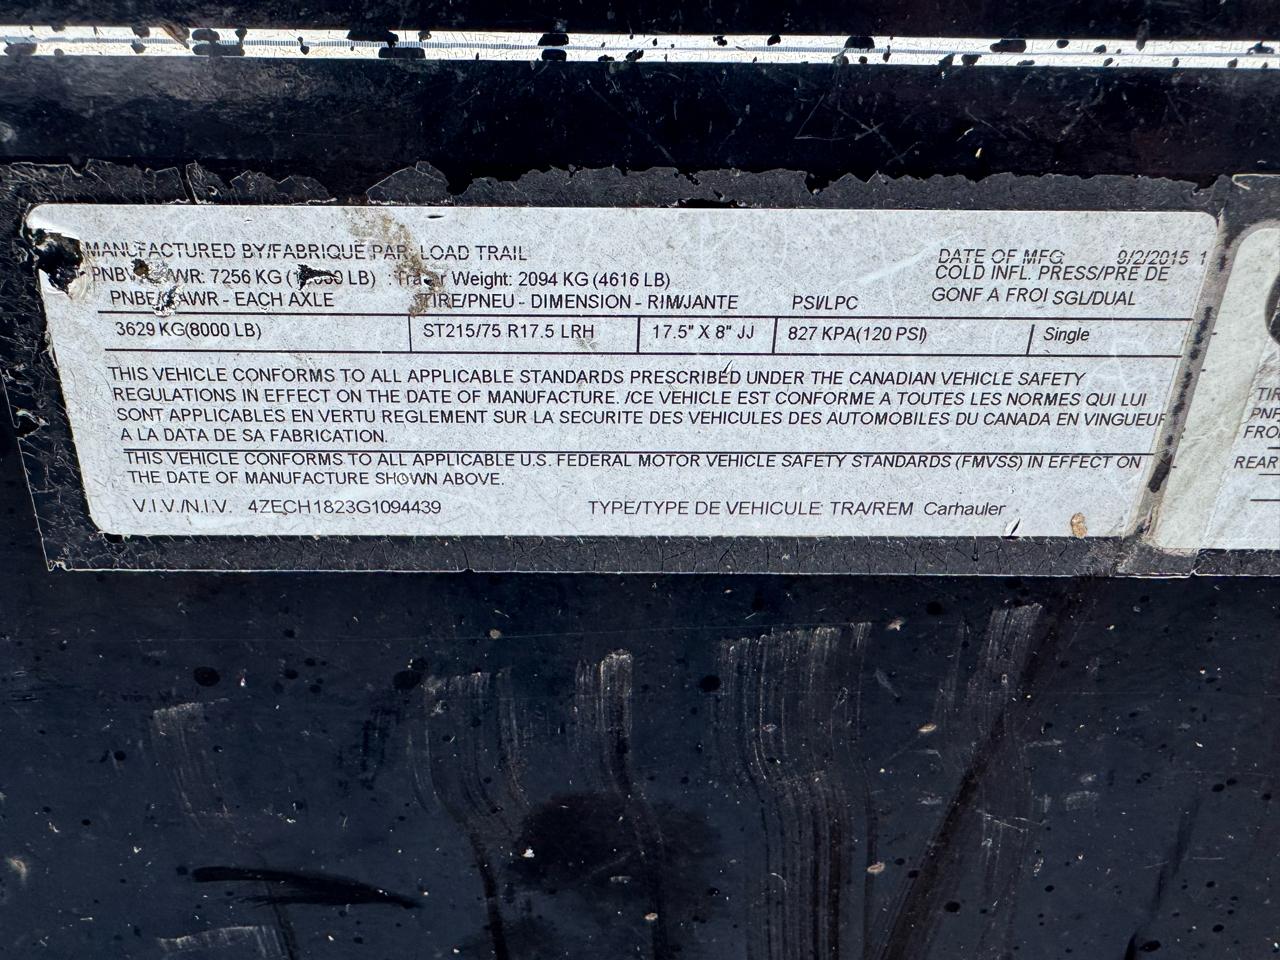 MANUFACTURED BY/FABRIQUE PAR: LOAD TRAIL DATE OF MFG 9/2/2015 1
7256 KG ( LB) Weight: 2094 KG (4616 LB) COLD INFL. PRESS/PRE DE
- EACH AXLE TIRE/PNEU - DIMENSION - RIM/JANTE PSI/LPC GONF A FROI SGL/DUAL
3629 KG(8000 LB) ST215/75 R17.5 LRH 17.5" X 8" JJ 827 KPA(120 PSI) Single
THIS VEHICLE CONFORMS TO ALL APPLICABLE STANDARDS PRESCRIBED UNDER THE CANADIAN VEHICLE SAFETY
REGULATIONS IN EFFECT ON THE DATE OF MANUFACTURE. /CE VEHICLE EST CONFORME A TOUTES LES NORMES QUI LUI
SONT APPLICABLES EN VERTU REGLEMENT SUR LA SECURITE DES VEHICULES DES AUTOMOBILES DU CANADA EN VINGUEUR
A LA DATA DE SA FABRICATION.
THIS VEHICLE CONFORMS TO ALL APPLICABLE U.S. FEDERAL MOTOR VEHICLE SAFETY STANDARDS (FMVSS) IN EFFECT ON
THE DATE OF MANUFACTURE SHOWN ABOVE.
V.I.V./N.I.V. 4ZECH1823G1094439 TYPE/TYPE DE VEHICULE: TRA/REM Carhauler
REAR